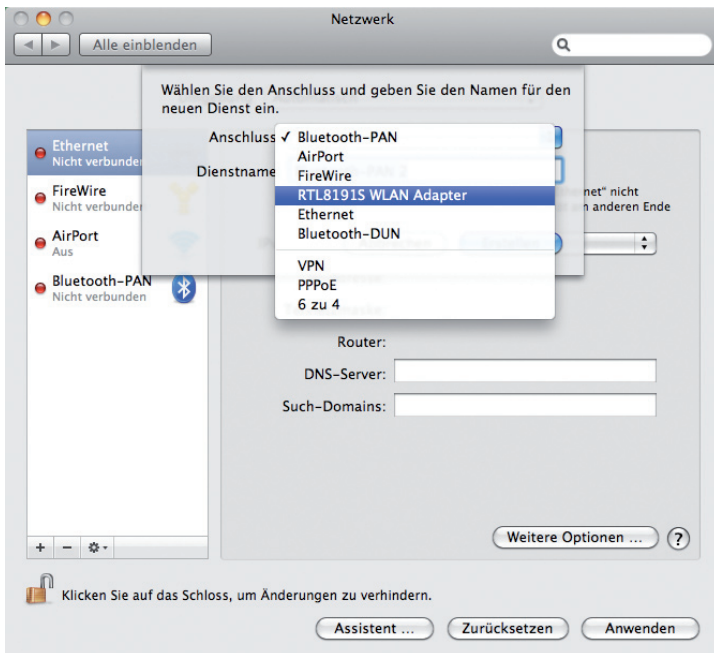 Netzwerk
Alle einblenden
Wählen Sie den Anschluss und geben Sie den Namen für den
neuen Dienst ein.
Anschluss ✓ Bluetooth-PAN
AirPort
Dienstname
FireWire
RTL8191S WLAN Adapter
Ethernet
Bluetooth-DUN
VPN
PPPoE
6 zu 4
Ethernet
Nicht verbunden
FireWire
Nicht verbunden
AirPort
Aus
Bluetooth-PAN
Nicht verbunden
nicht
anderen Ende
Router:
DNS-Server:
Such-Domains:
Weitere Optionen ... ?
+ −
Klicken Sie auf das Schloss, um Änderungen zu verhindern.
Assistent ... Zurücksetzen Anwenden